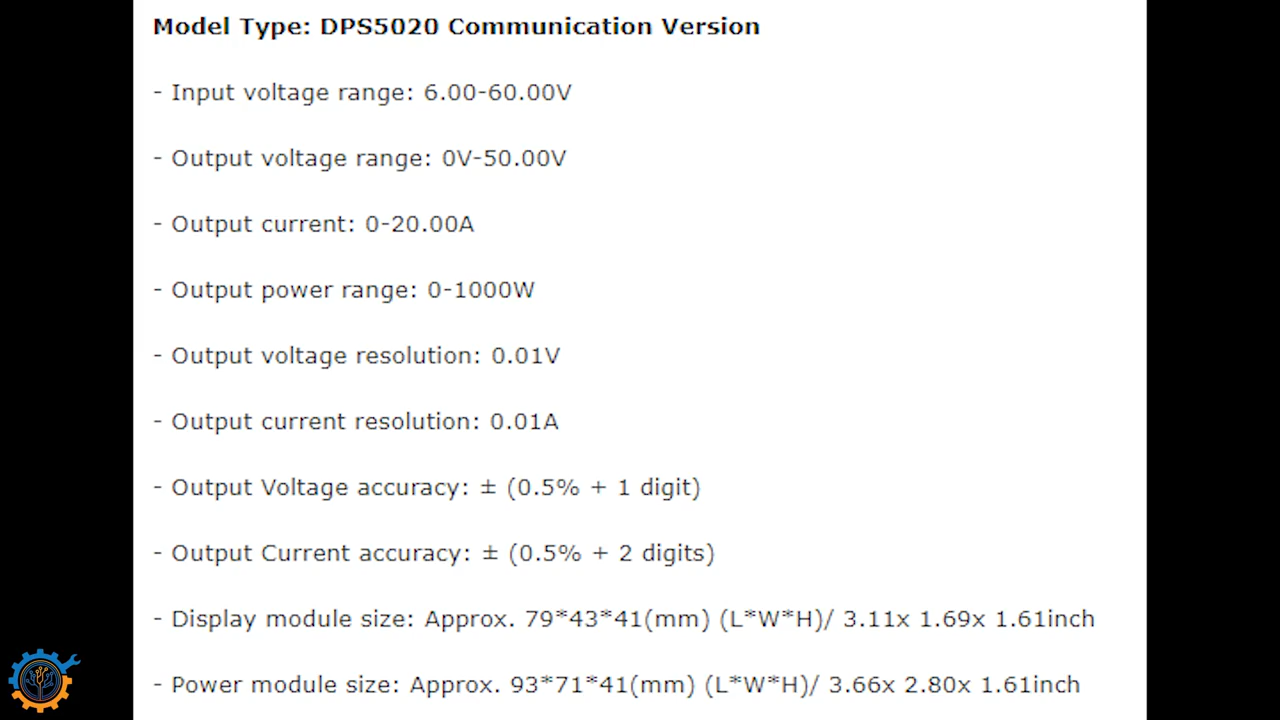 Model Type: DPS5020 Communication Version
- Input voltage range: 6.00-60.00V
- Output voltage range: 0V-50.00V
- Output current: 0-20.00A
- Output power range: 0-1000W
- Output voltage resolution: 0.01V
- Output current resolution: 0.01A
- Output Voltage accuracy: ± (0.5% + 1 digit)
- Output Current accuracy: ± (0.5% + 2 digits)
- Display module size: Approx. 79*43*41(mm) (L*W*H)/ 3.11x 1.69x 1.61inch
- Power module size: Approx. 93*71*41(mm) (L*W*H)/ 3.66x 2.80x 1.61inch